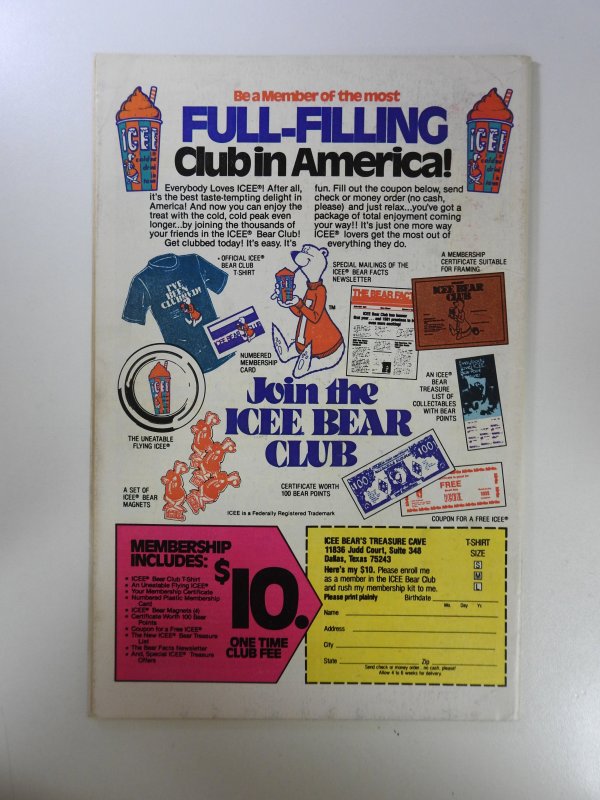 Be a Member of the most
FULL-FILLING
Club in America!
ICEE
ICEE
Everybody Loves ICEE®! After all,
it's the best taste-tempting delight in
America! And now you can enjoy the
treat with the cold, cold peak even
longer...by joining the thousands of
your friends in the ICEE® Bear Club!
Get clubbed today! It's easy. It's
fun. Fill out the coupon below, send
check or money order (no cash,
please) and just relax...you've got a
package of total enjoyment coming
your way!! It's just one more way
ICEE® lovers get the most out of
everything they do.
• OFFICIAL ICEE®
BEAR CLUB
T-SHIRT
SPECIAL MAILINGS OF THE
ICEE® BEAR FACTS
NEWSLETTER
A MEMBERSHIP
CERTIFICATE SUITABLE
FOR FRAMING
I'VE
BEEN
CLUBBED!
ICEE BEAR
THE BEAR FACT
ICEE BEAR
CLUB
TM
NUMBERED
MEMBERSHIP
CARD
AN ICEE®
BEAR
TREASURE
LIST OF
COLLECTABLES
WITH BEAR
POINTS
ICEE
THE UNEATABLE
FLYING ICEE®
Join the
ICEE BEAR
CLUB
A SET OF
ICEE® BEAR
MAGNETS
CERTIFICATE WORTH
100 BEAR POINTS
100
100
FREE
COUPON FOR A FREE ICEE®
ICEE is a Federally Registered Trademark
MEMBERSHIP
INCLUDES:
• ICEE® Bear Club T-Shirt
• An Uneatable Flying ICEE®
• Your Membership Certificate
• Numbered Plastic Membership
Card
• ICEE® Bear Magnets (4)
• Certificate Worth 100 Bear
Points
• Coupon for a Free ICEE®
• The New ICEE® Bear Treasure
List
• The Bear Facts Newsletter
• And, Special ICEE® Treasure
Offers
$10.
ONE TIME
CLUB FEE
ICEE BEAR'S TREASURE CAVE
11836 Judd Court, Suite 348
Dallas, Texas 75243
Here's my $10. Please enroll me
as a member in the ICEE Bear Club
and rush my membership kit to me.
Please print plainly Birthdate
Mo. Day Yr.
T-SHIRT
SIZE
S
M
L
Name
Address
City
State Zip
Send check or money order, no cash, please!
Allow 4 to 6 weeks for delivery.